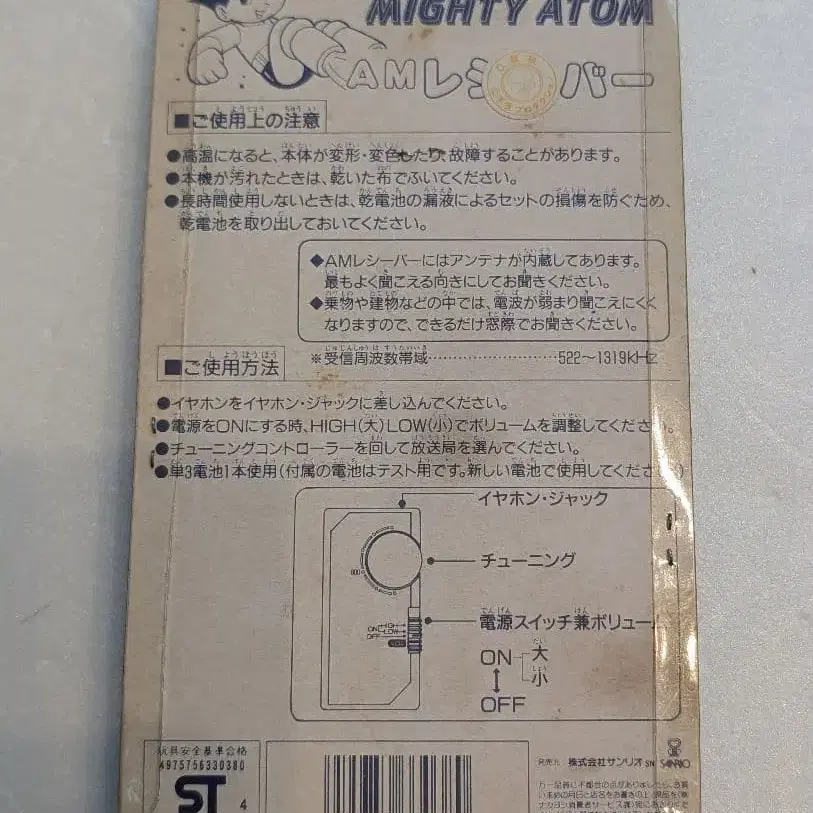 MIGHTY ATOM
AMレシーバー
■ご使用上の注意
●高温になると、本体が変形・変色したり、故障することがあります。
●本機が汚れたときは、乾いた布でふいてください。
●長時間使用しないときは、乾電池の漏液によるセットの損傷を防ぐため、
乾電池を取り出しておいてください。
◆AMレシーバーにはアンテナが内蔵してあります。
最もよく聞こえる向きにしてお聞きください。
◆乗物や建物などの中では、電波が弱まり聞こえにくく
なりますので、できるだけ窓際でお聞きください。
※受信周波数帯域………………………522〜1319KHz
■ご使用方法
●イヤホンをイヤホン・ジャックに差し込んでください。
●電源をONにする時、HIGH(大)LOW(小)でボリュームを調整してくださ
●チューニングコントローラーを回して放送局を選んでください。
●単3電池1本使用(付属の電池はテスト用です。新しい電池で使用してくだ
イヤホン・ジャック
チューニング
電源スイッチ兼ボリューム
ON 大
小
OFF
ON HIGH
LOW
OFF
玩具安全基準合格
4975756330380
ST 4
発売元 株式会社サンリオ SN SANRIO